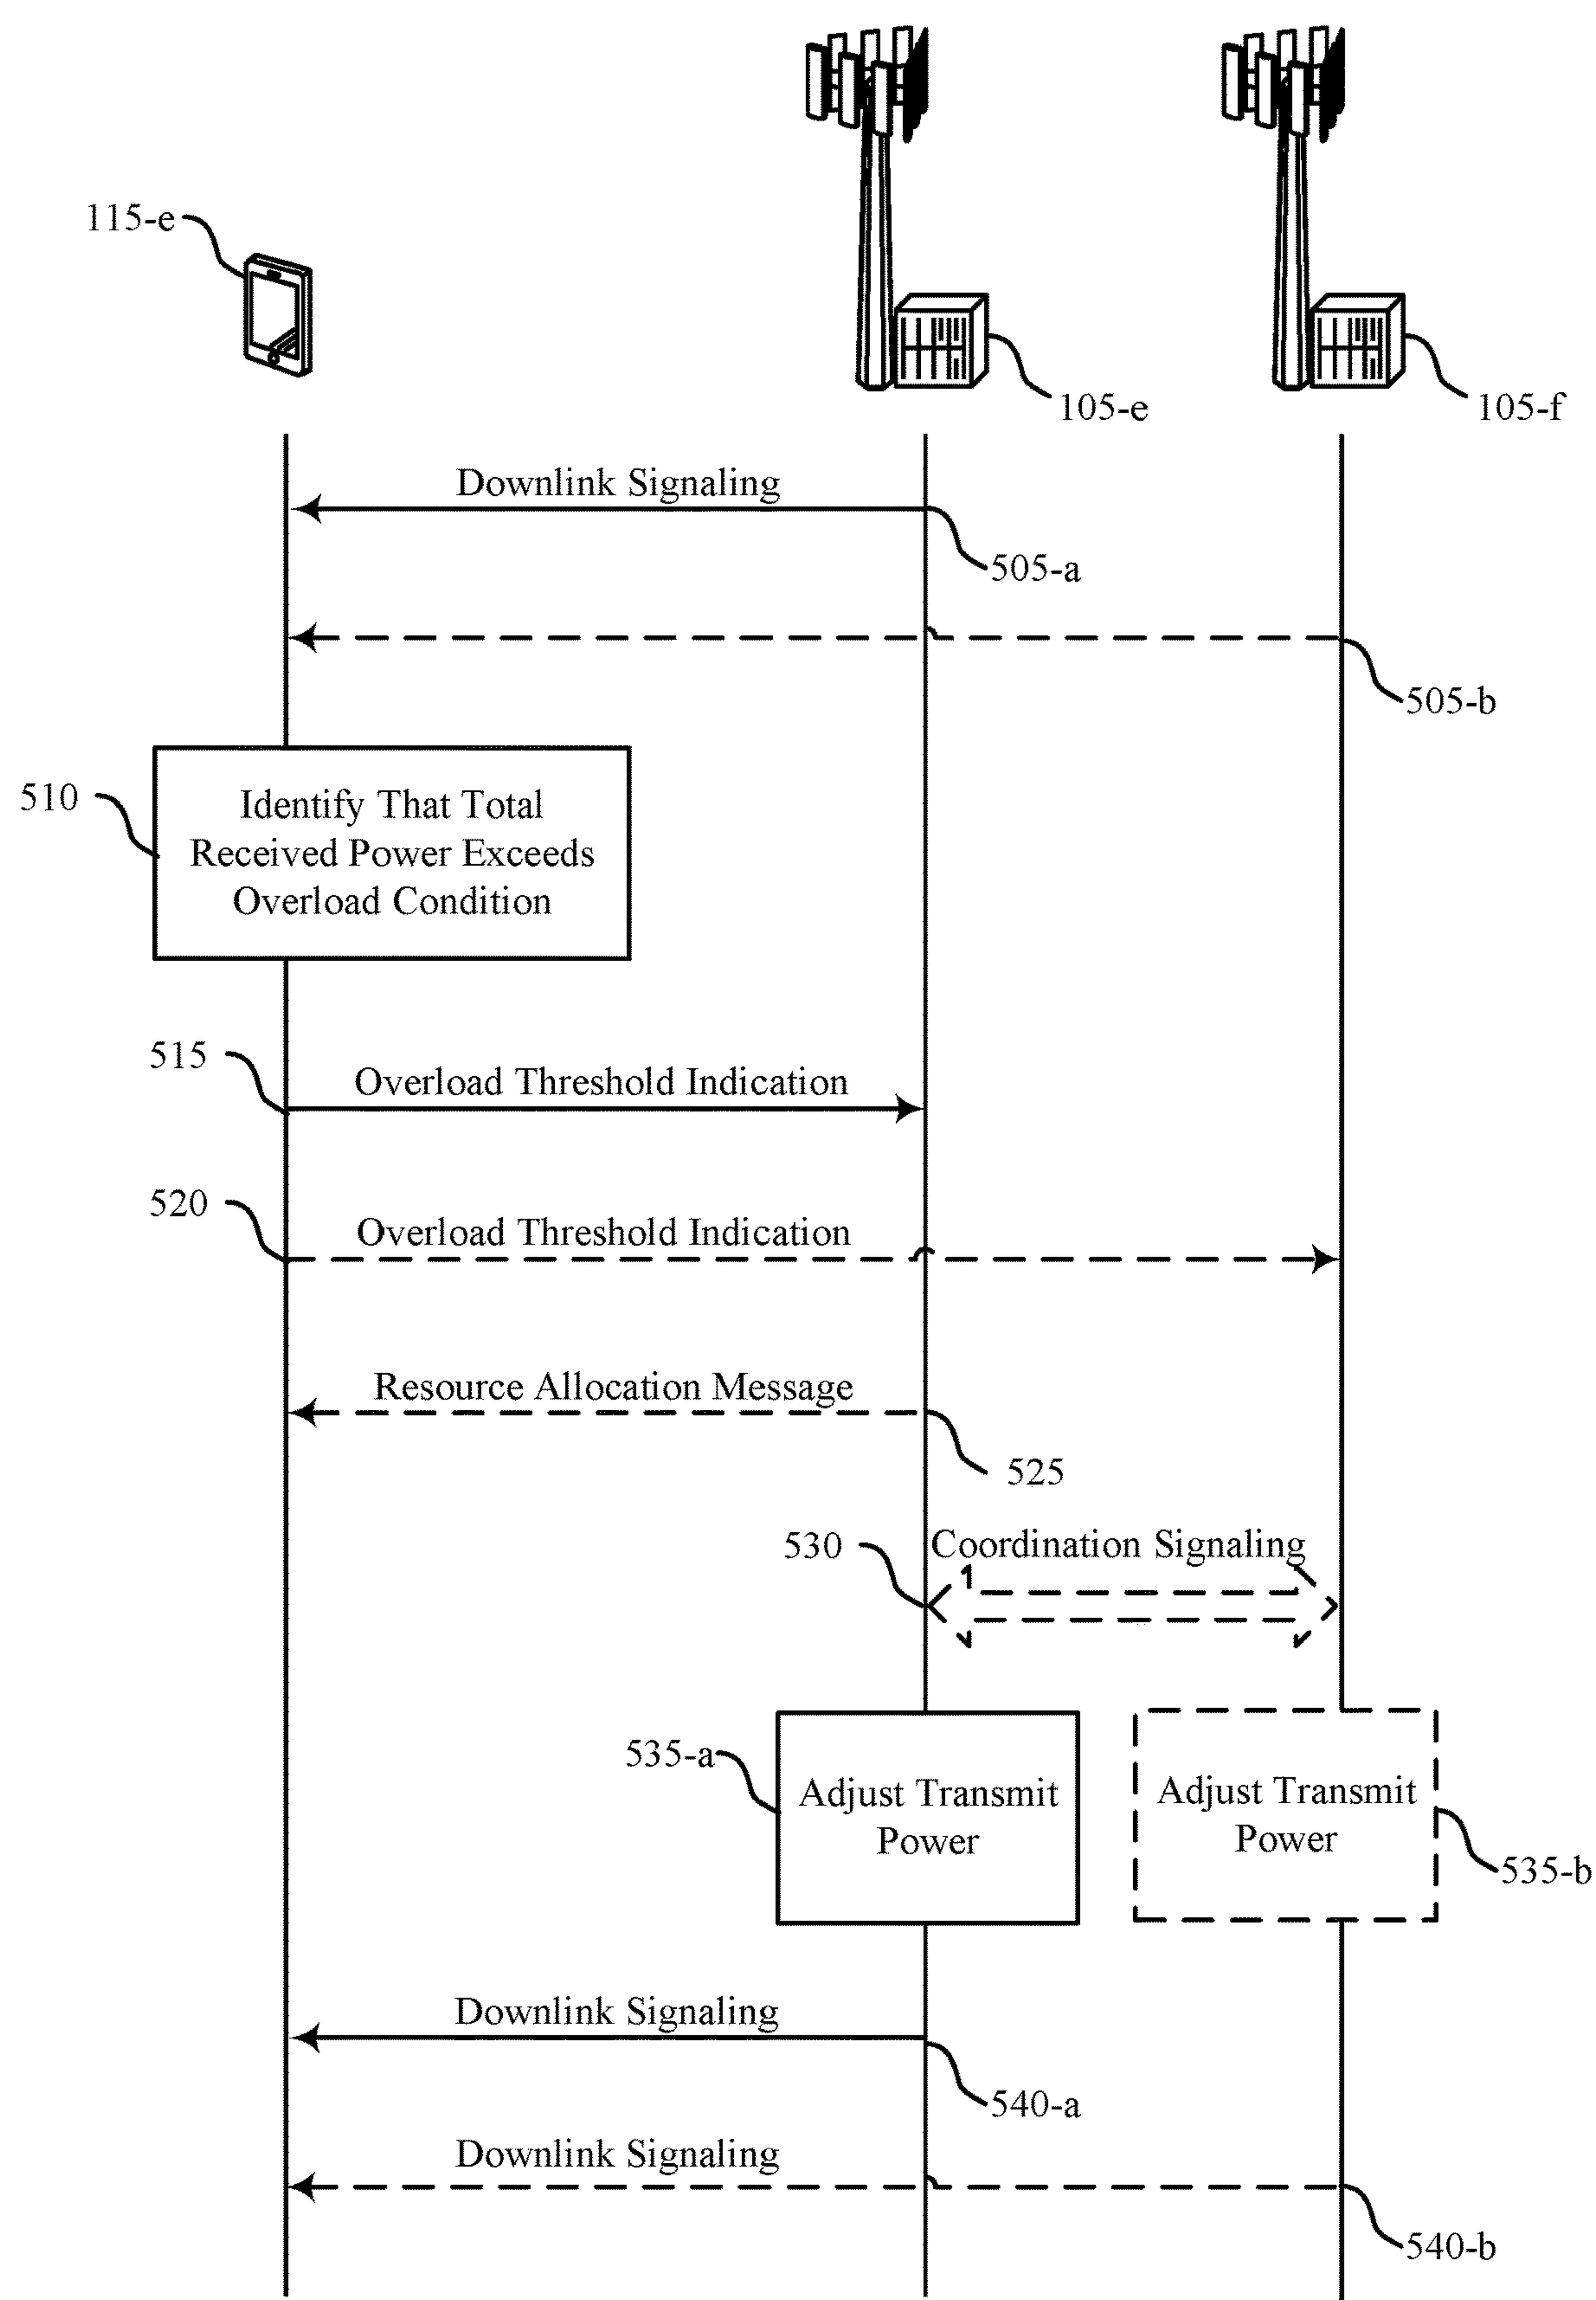 115-e
105-e
105-f
Downlink Signaling
505-a
505-b
510
Identify That Total
Received Power Exceeds
Overload Condition
515
Overload Threshold Indication
520
Overload Threshold Indication
Resource Allocation Message
525
530
Coordination Signaling
535-a
Adjust Transmit
Power
Adjust Transmit
Power
535-b
Downlink Signaling
540-a
Downlink Signaling
540-b